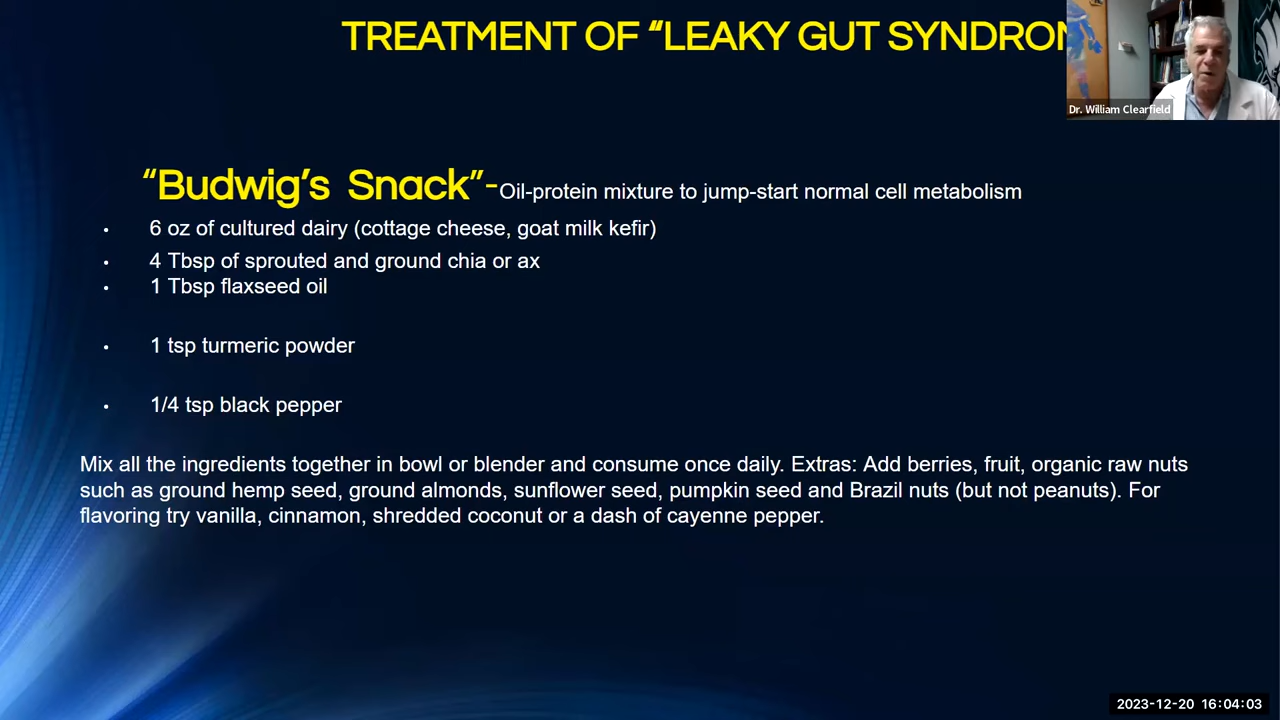 TREATMENT OF “LEAKY GUT SYNDRO
Dr. William Clearfield
“Budwig’s Snack”-Oil-protein mixture to jump-start normal cell metabolism
• 6 oz of cultured dairy (cottage cheese, goat milk kefir)
• 4 Tbsp of sprouted and ground chia or ax
• 1 Tbsp flaxseed oil
• 1 tsp turmeric powder
• 1/4 tsp black pepper
Mix all the ingredients together in bowl or blender and consume once daily. Extras: Add berries, fruit, organic raw nuts
such as ground hemp seed, ground almonds, sunflower seed, pumpkin seed and Brazil nuts (but not peanuts). For
flavoring try vanilla, cinnamon, shredded coconut or a dash of cayenne pepper.
2023-12-20 16:04:03